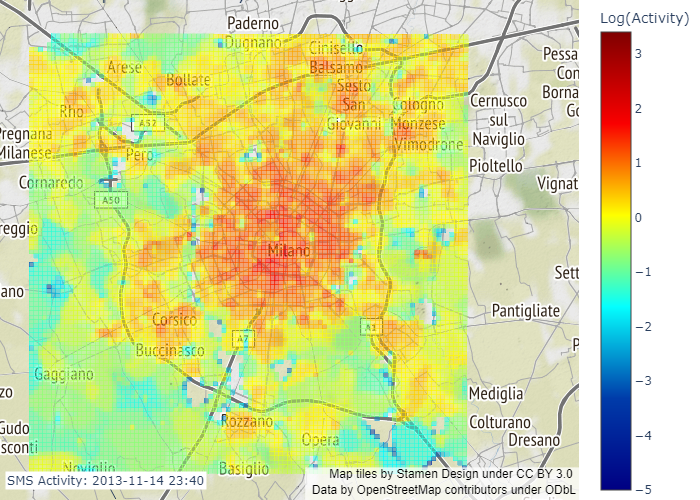 Paderno
Dugnano
Cinisello
Balsamo
Arese
Bollate
Sesto
San
Giovanni
Rho
Cologno
Monzese
Vimodrone
Cernusco
sul
Naviglio
Pessa
Con
Borna
Go
A52
Pregnana
Milanese
Pero
Pioltello
Cornaredo
Vignat
A50
reggio
Milano
Sett
ano
Pantigliate
Corsico
A1
A7
P
Buccinasco
Gaggiano
zo
Mediglia
Gudo
sconti
Rozzano
Colturano
Dresano
Opera
Noviglio
Basiglio
SMS Activity: 2013-11-14 23:40
Map tiles by Stamen Design under CC BY 3.0
Data by OpenStreetMap contributors under ODbL
Log(Activity)
3
2
1
0
−1
−2
−3
−4
−5